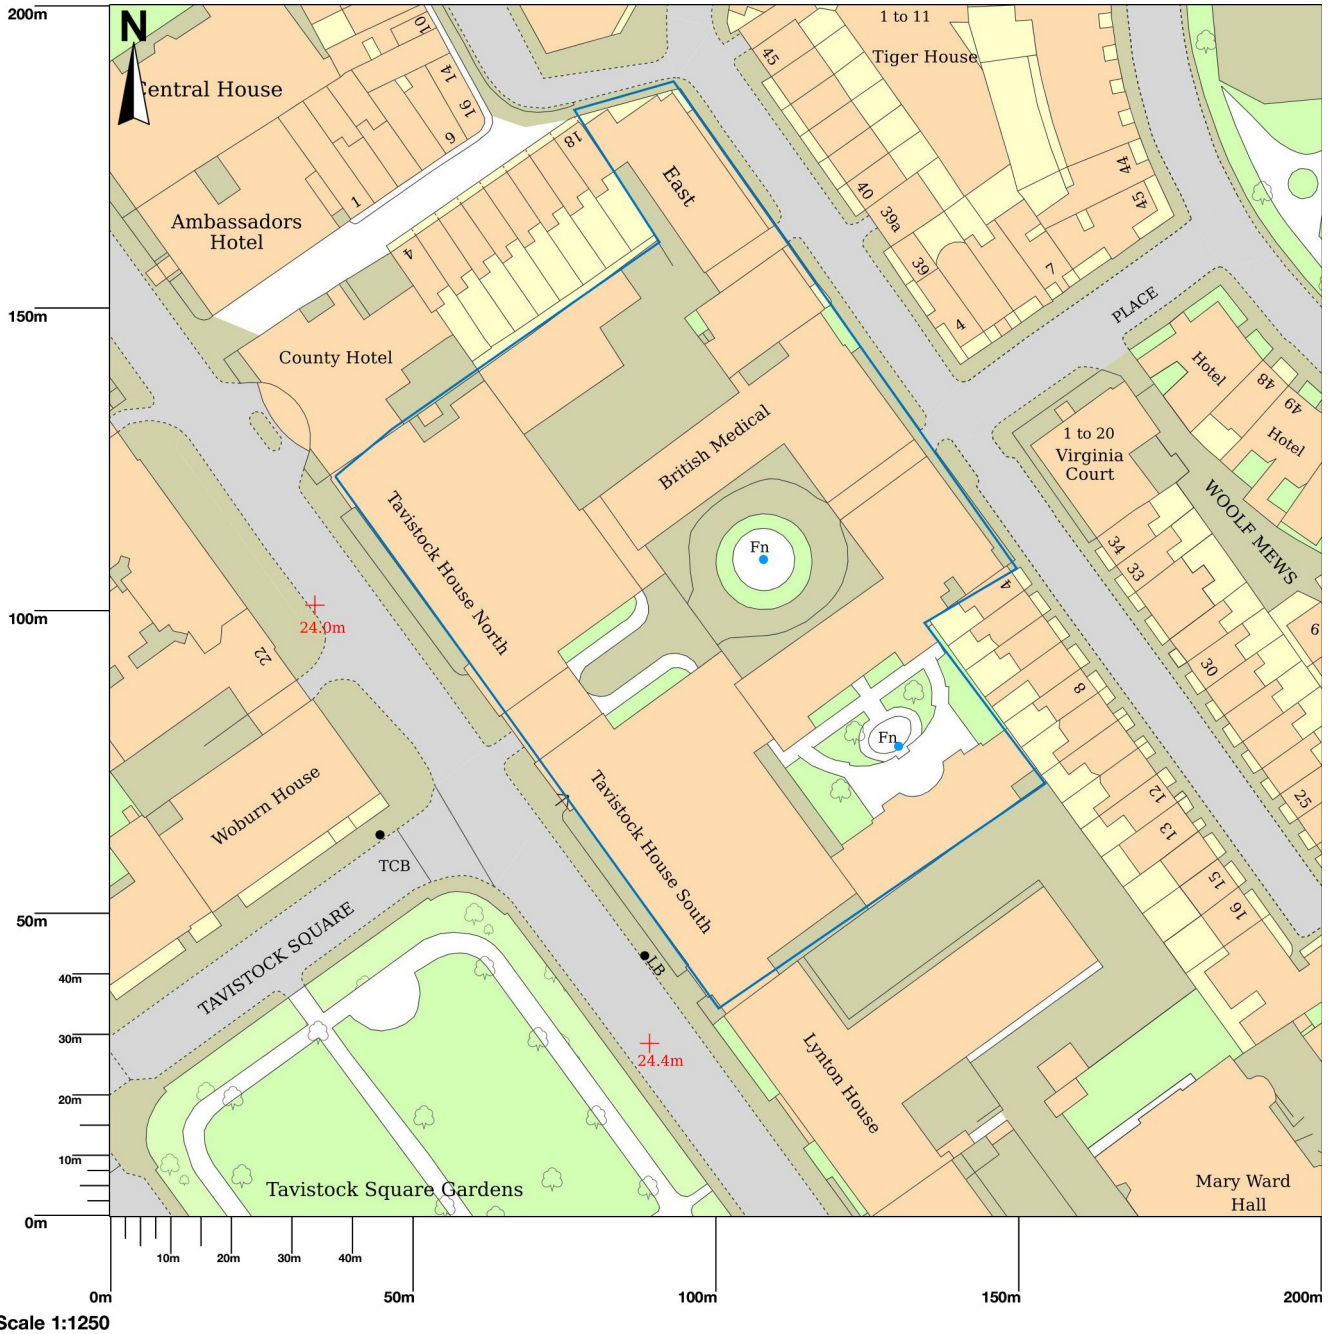 200m
N
10
14
16
9
1
Central House
Ambassadors
Hotel
18
4
East
45
1 to 11
Tiger House
40
39a
39
4
7
44
45
150m
County Hotel
PLACE
Hotel
48
49
Hotel
British Medical
1 to 20
Virginia
Court
WOOLF MEWS
Tavistock House North
Fn
34
33
4
100m
24.0m
22
6
30
8
Fn
Woburn House
Tavistock House South
12
13
25
TCB
15
16
50m
TAVISTOCK SQUARE
LB
40m
30m
24.4m
Lynton House
20m
10m
Tavistock Square Gardens
Mary Ward
Hall
0m
10m
20m
30m
40m
0m
50m
100m
150m
200m
Scale 1:1250